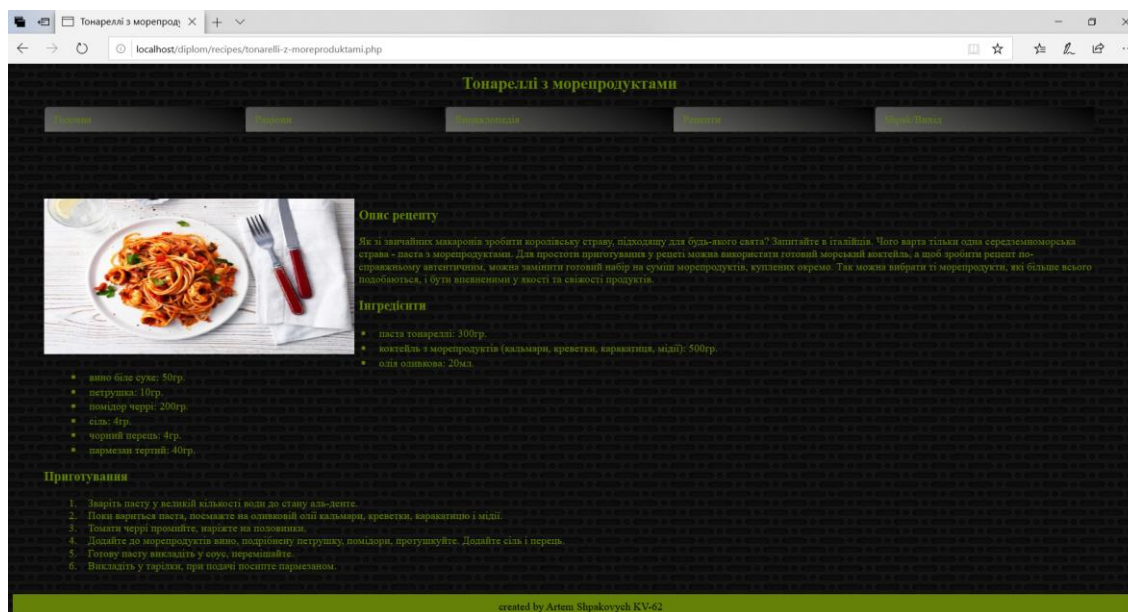 Тонареллі з морепроду
localhost/diplom/recipes/tonarelli-z-moreproduktami.php
Тонареллі з морепродуктами
Головна
Енциклопедія
Рецепти
Shpak/Вихід
Опис рецепту
Як зі звичайних макаронів зробити королівську страву, підходящу для будь-якого свята? Запитайте в італійців. Чого варта тільки одна середземноморська
страва - паста з морепродуктами. Для простоти приготування у рецеті можна використати готовий морський коктейль, а щоб зробити рецепт по-
справжньому автентичним, можна замінити готовий набір на суміш морепродуктів, куплених окремо. Так можна вибрати ті морепродукти, які більше всього
подобаються, і бути впевненими у якості та свіжості продуктів.
Інгредієнти
паста тонареллі: 300гр.
коктейль з морепродуктів (кальмари, креветки, каракатиця, мідії): 500гр.
олія оливкова: 20мл.
вино біле сухе: 50гр.
петрушка: 10гр.
помідор черрі: 200гр.
сіль: 4гр.
чорний перець: 4гр.
пармезан тертий: 40гр.
Приготування
1. Зваріть пасту у великій кількості води до стану аль-денте.
2. Поки вариться паста, посмажте на оливковій олії кальмари, креветки, каракатицю і мідії.
3. Томати черрі промийте, наріжте на половинки.
4. Додайте до морепродуктів вино, подрібнену петрушку, помідори, протушкуйте. Додайте сіль і перець.
5. Готову пасту викладіть у соус, перемішайте.
6. Викладіть у тарілки, при подачі посипте пармезаном.
created by Artem Shpakovych KV-62